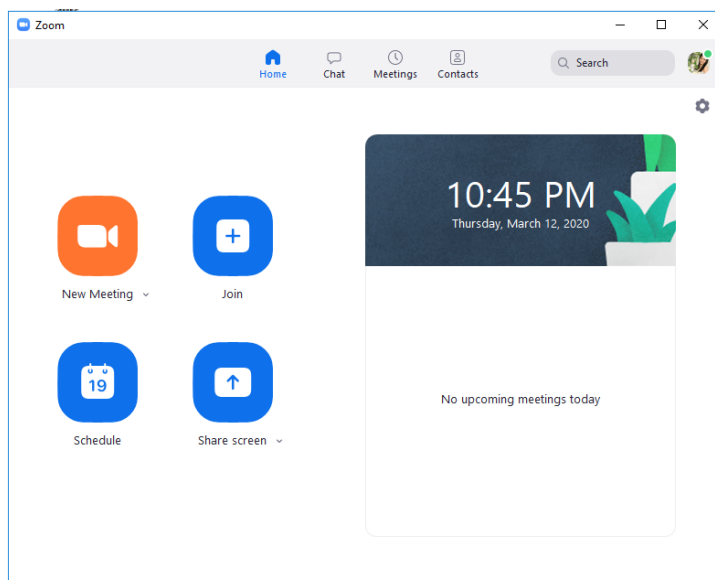 Zoom
Home
Chat
Meetings
Contacts
Search
10:45 PM
Thursday, March 12, 2020
New Meeting
Join
19
Schedule
Share screen
No upcoming meetings today